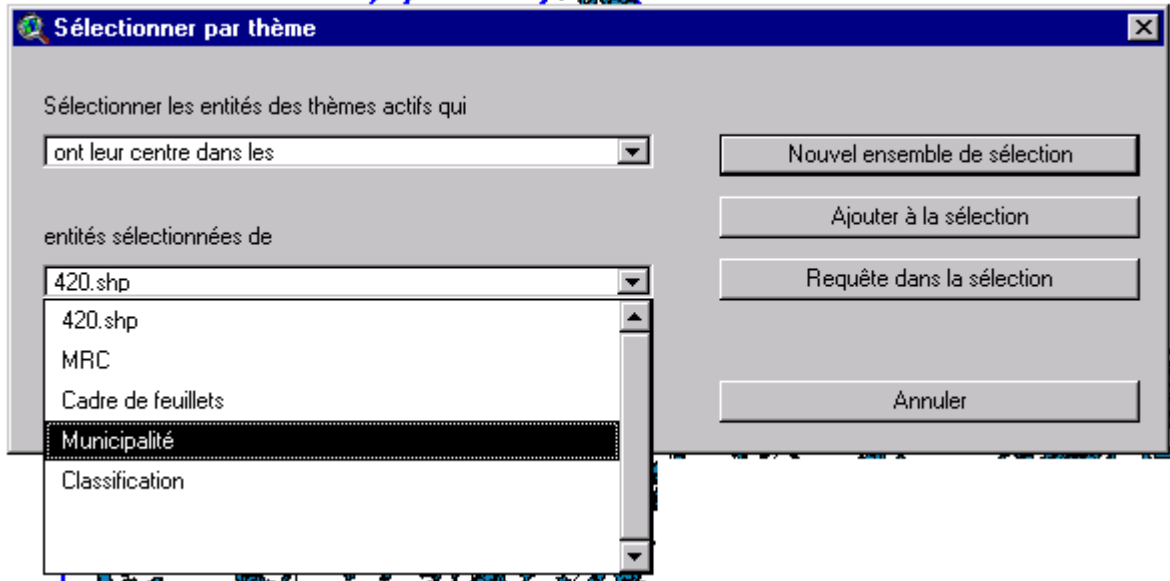 Sélectionner par thème
Sélectionner les entités des thèmes actifs qui
ont leur centre dans les
Nouvel ensemble de sélection
Ajouter à la sélection
entités sélectionnées de
420.shp
Requête dans la sélection
420.shp
MRC
Cadre de feuillets
Annuler
Municipalité
Classification